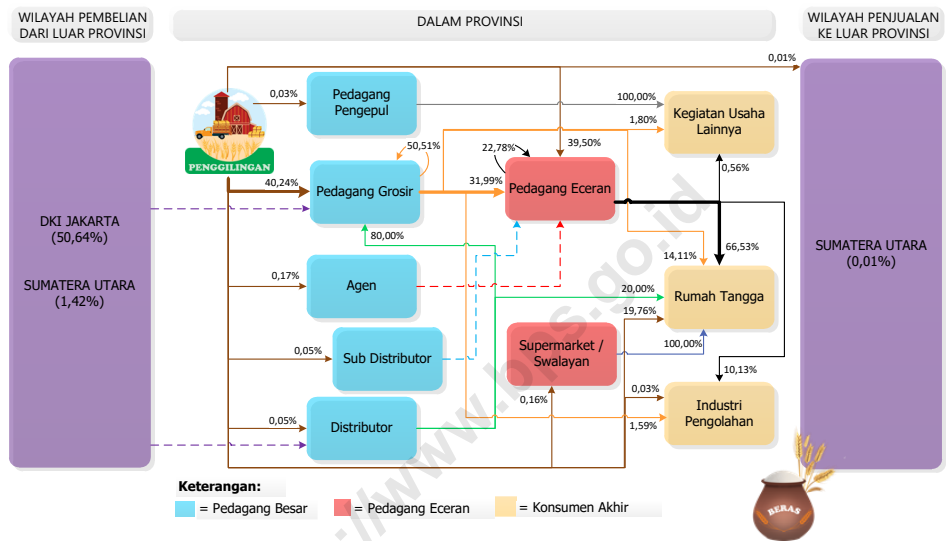 WILAYAH PEMBELIAN
DARI LUAR PROVINSI
DALAM PROVINSI
WILAYAH PENJUALAN
KE LUAR PROVINSI
0,01%
0,03%
Pedagang
Pengepul
100,00%
Kegiatan Usaha
Lainnya
1,80%
50,51%
22,78%
39,50%
0,56%
PENGGILINGAN
40,24%
Pedagang Grosir
31,99%
Pedagang Eceran
DKI JAKARTA
(50,64%)
SUMATERA UTARA
(1,42%)
80,00%
66,53%
14,11%
SUMATERA UTARA
(0,01%)
0,17%
Agen
20,00%
Rumah Tangga
19,76%
0,05%
Sub Distributor
Supermarket /
Swalayan
100,00%
0,16%
10,13%
0,03%
Industri
Pengolahan
1,59%
0,05%
Distributor
Keterangan:
= Pedagang Besar
= Pedagang Eceran
= Konsumen Akhir
BERAS
://www.bps.go.id